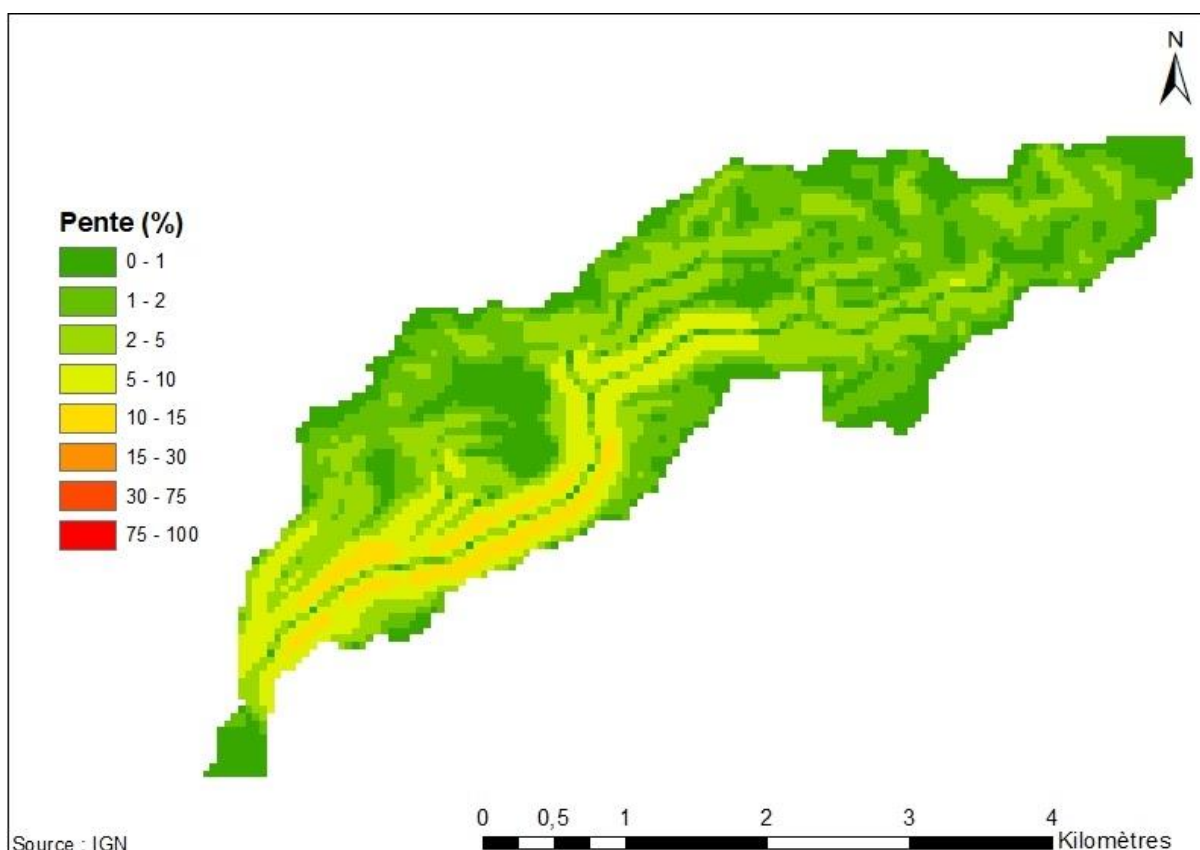 N
Pente (%)
0 - 1
1 - 2
2 - 5
5 - 10
10 - 15
15 - 30
30 - 75
75 - 100
0 0,5 1 2 3 4
Kilomètres
Source : IGN